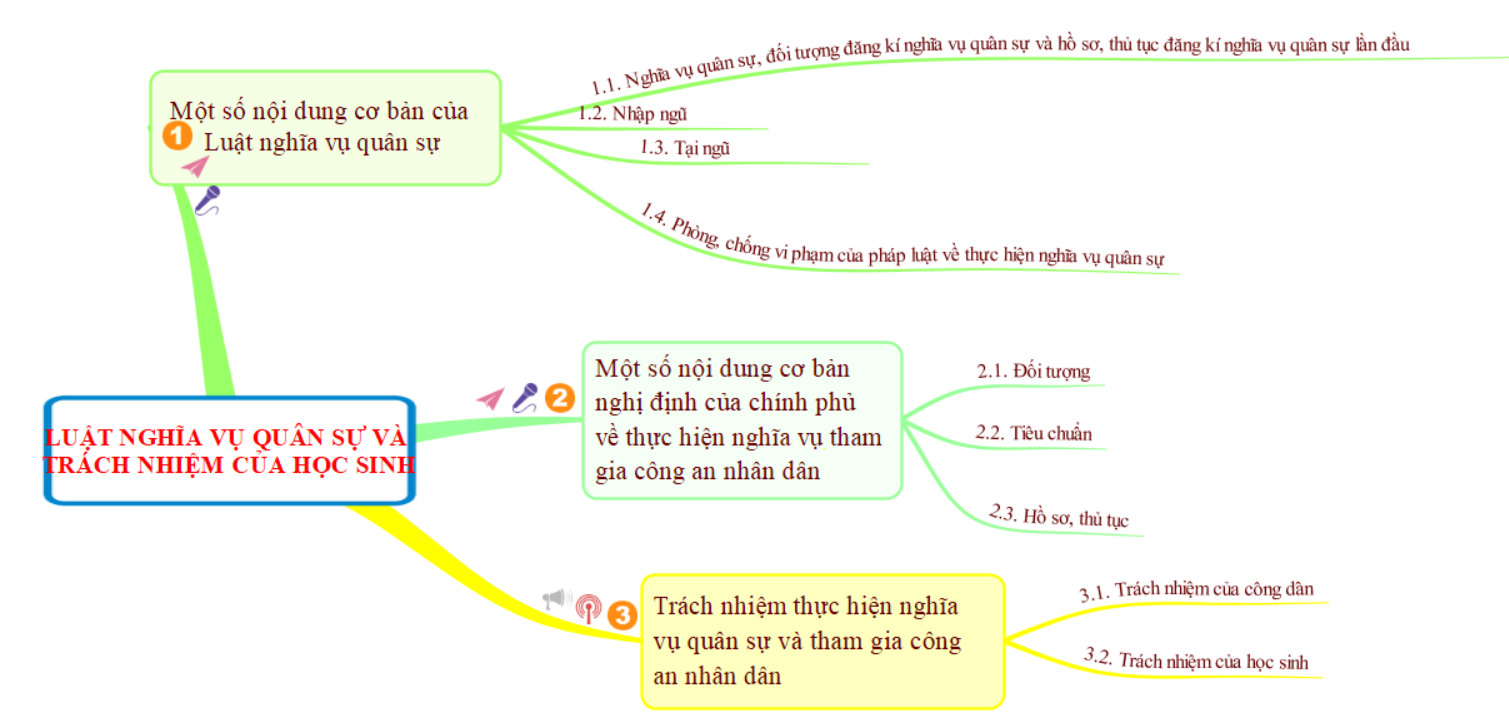 1.1. Nghĩa vụ quân sự, đối tượng đăng kí nghĩa vụ quân sự và hồ sơ, thủ tục đăng kí nghĩa vụ quân sự lần đầu
Một số nội dung cơ bản của
1 Luật nghĩa vụ quân sự
1.2. Nhập ngũ
1.3. Tại ngũ
1.4. Phòng, chống vi phạm của pháp luật về thực hiện nghĩa vụ quân sự
LUẬT NGHĨA VỤ QUÂN SỰ VÀ
TRÁCH NHIỆM CỦA HỌC SINH
2
Một số nội dung cơ bản
nghị định của chính phủ
về thực hiện nghĩa vụ tham
gia công an nhân dân
2.1. Đối tượng
2.2. Tiêu chuẩn
2.3. Hồ sơ, thủ tục
3
Trách nhiệm thực hiện nghĩa
vụ quân sự và tham gia công
an nhân dân
3.1. Trách nhiệm của công dân
3.2. Trách nhiệm của học sinh